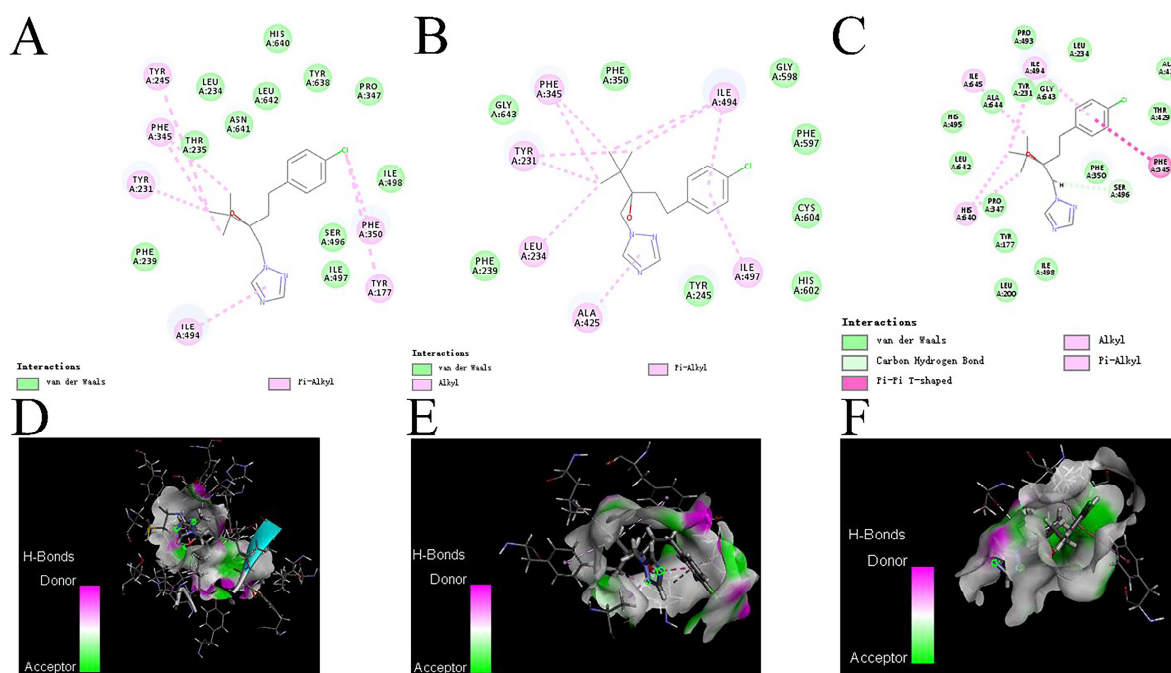 A
HIS
A:640
TYR
A:245
LEU
A:234
LEU
A:642
TYR
A:638
PRO
A:347
ASN
A:641
PHE
A:345
THR
A:235
Cl
TYR
A:231
ILE
A:498
O
PHE
A:350
SER
A:496
PHE
A:239
ILE
A:497
N
N
N
TYR
A:177
ILE
A:494
Interactions
van der Waals
Pi-Alkyl
B
PHE
A:345
PHE
A:350
GLY
A:598
ILE
A:494
GLY
A:643
PHE
A:597
TYR
A:231
Cl
CYS
A:604
O
LEU
A:234
N
N
N
PHE
A:239
ILE
A:497
TYR
A:245
HIS
A:602
ALA
A:425
Interactions
van der Waals
Alkyl
Pi-Alkyl
C
PRO
A:493
LEU
A:234
ILE
A:494
ILE
A:645
TYR
A:231
GLY
A:643
Cl
ALA
A:644
THR
A:429
HIS
A:495
O
LEU
A:642
PHE
A:350
PHE
A:345
H
SER
A:496
PRO
A:347
HIS
A:640
N
N
N
TYR
A:177
ILE
A:498
LEU
A:200
Interactions
van der Waals
Carbon Hydrogen Bond
Pi-Pi T-shaped
Alkyl
Pi-Alkyl
D
H-Bonds
Donor
Acceptor
E
H-Bonds
Donor
Acceptor
F
H-Bonds
Donor
Acceptor